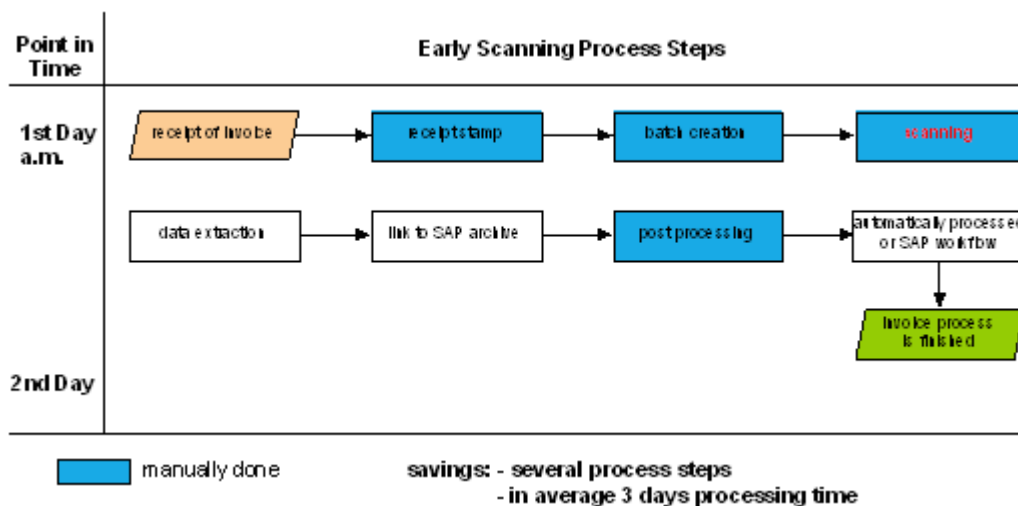 Point in
Time
Early Scanning Process Steps
1st Day
a.m.
receipt of invoice
receipt stamp
batch creation
scanning
data extraction
link to SAP archive
post processing
automatically processed
or SAP workflow
invoice process
is finished
2nd Day
manually done
savings: - several process steps
- in average 3 days processing time